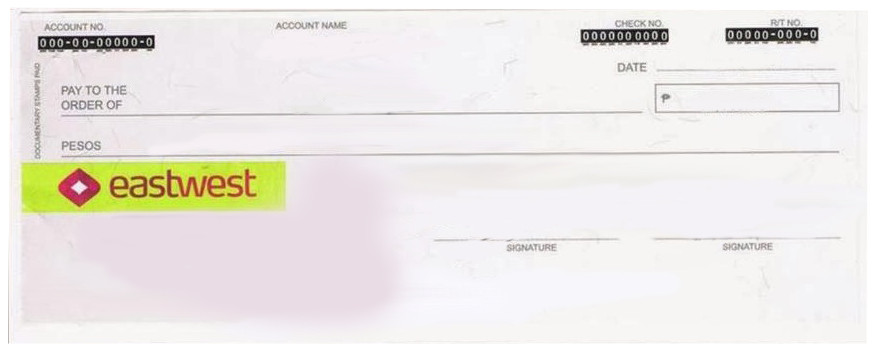 ACCOUNT NO. ACCOUNT NAME CHECK NO. R/T NO.
000-00-00000-0 0000000000 00000-000-0
DATE
PAY TO THE
ORDER OF ₱
PESOS
DOCUMENTARY STAMPS PAID
eastwest
SIGNATURE SIGNATURE